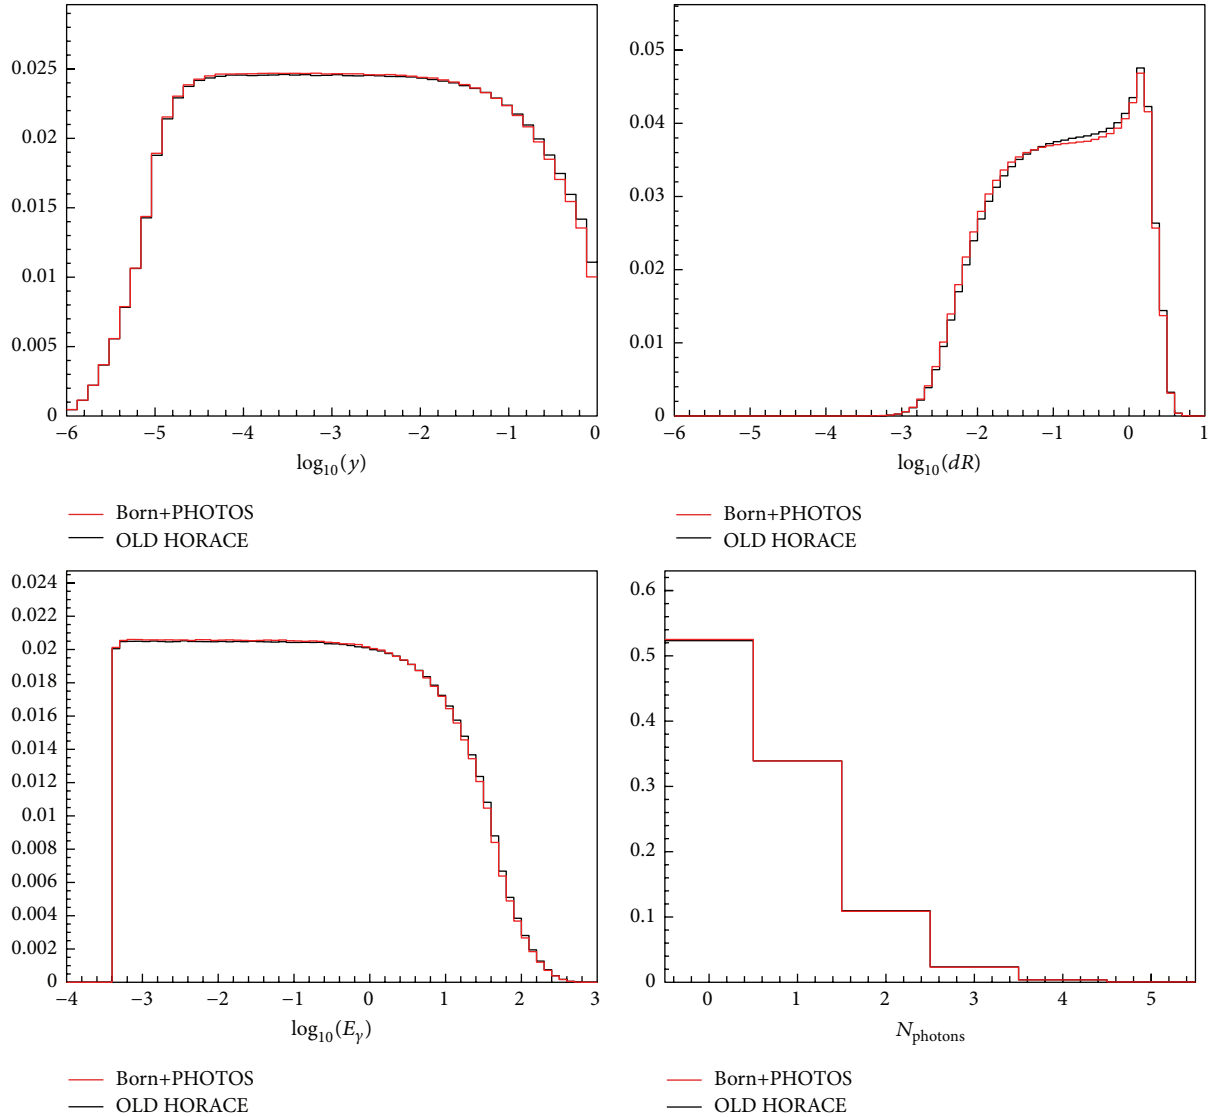 0.025
0.02
0.015
0.01
0.005
0
−6 −5 −4 −3 −2 −1 0
log₁₀(y)
Born+PHOTOS
OLD HORACE
0.05
0.04
0.03
0.02
0.01
0
−6 −5 −4 −3 −2 −1 0 1
log₁₀(dR)
Born+PHOTOS
OLD HORACE
0.024
0.022
0.02
0.018
0.016
0.014
0.012
0.01
0.008
0.006
0.004
0.002
0
−4 −3 −2 −1 0 1 2 3
log₁₀(Eᵧ)
Born+PHOTOS
OLD HORACE
0.6
0.5
0.4
0.3
0.2
0.1
0
0 1 2 3 4 5
N photons
Born+PHOTOS
OLD HORACE